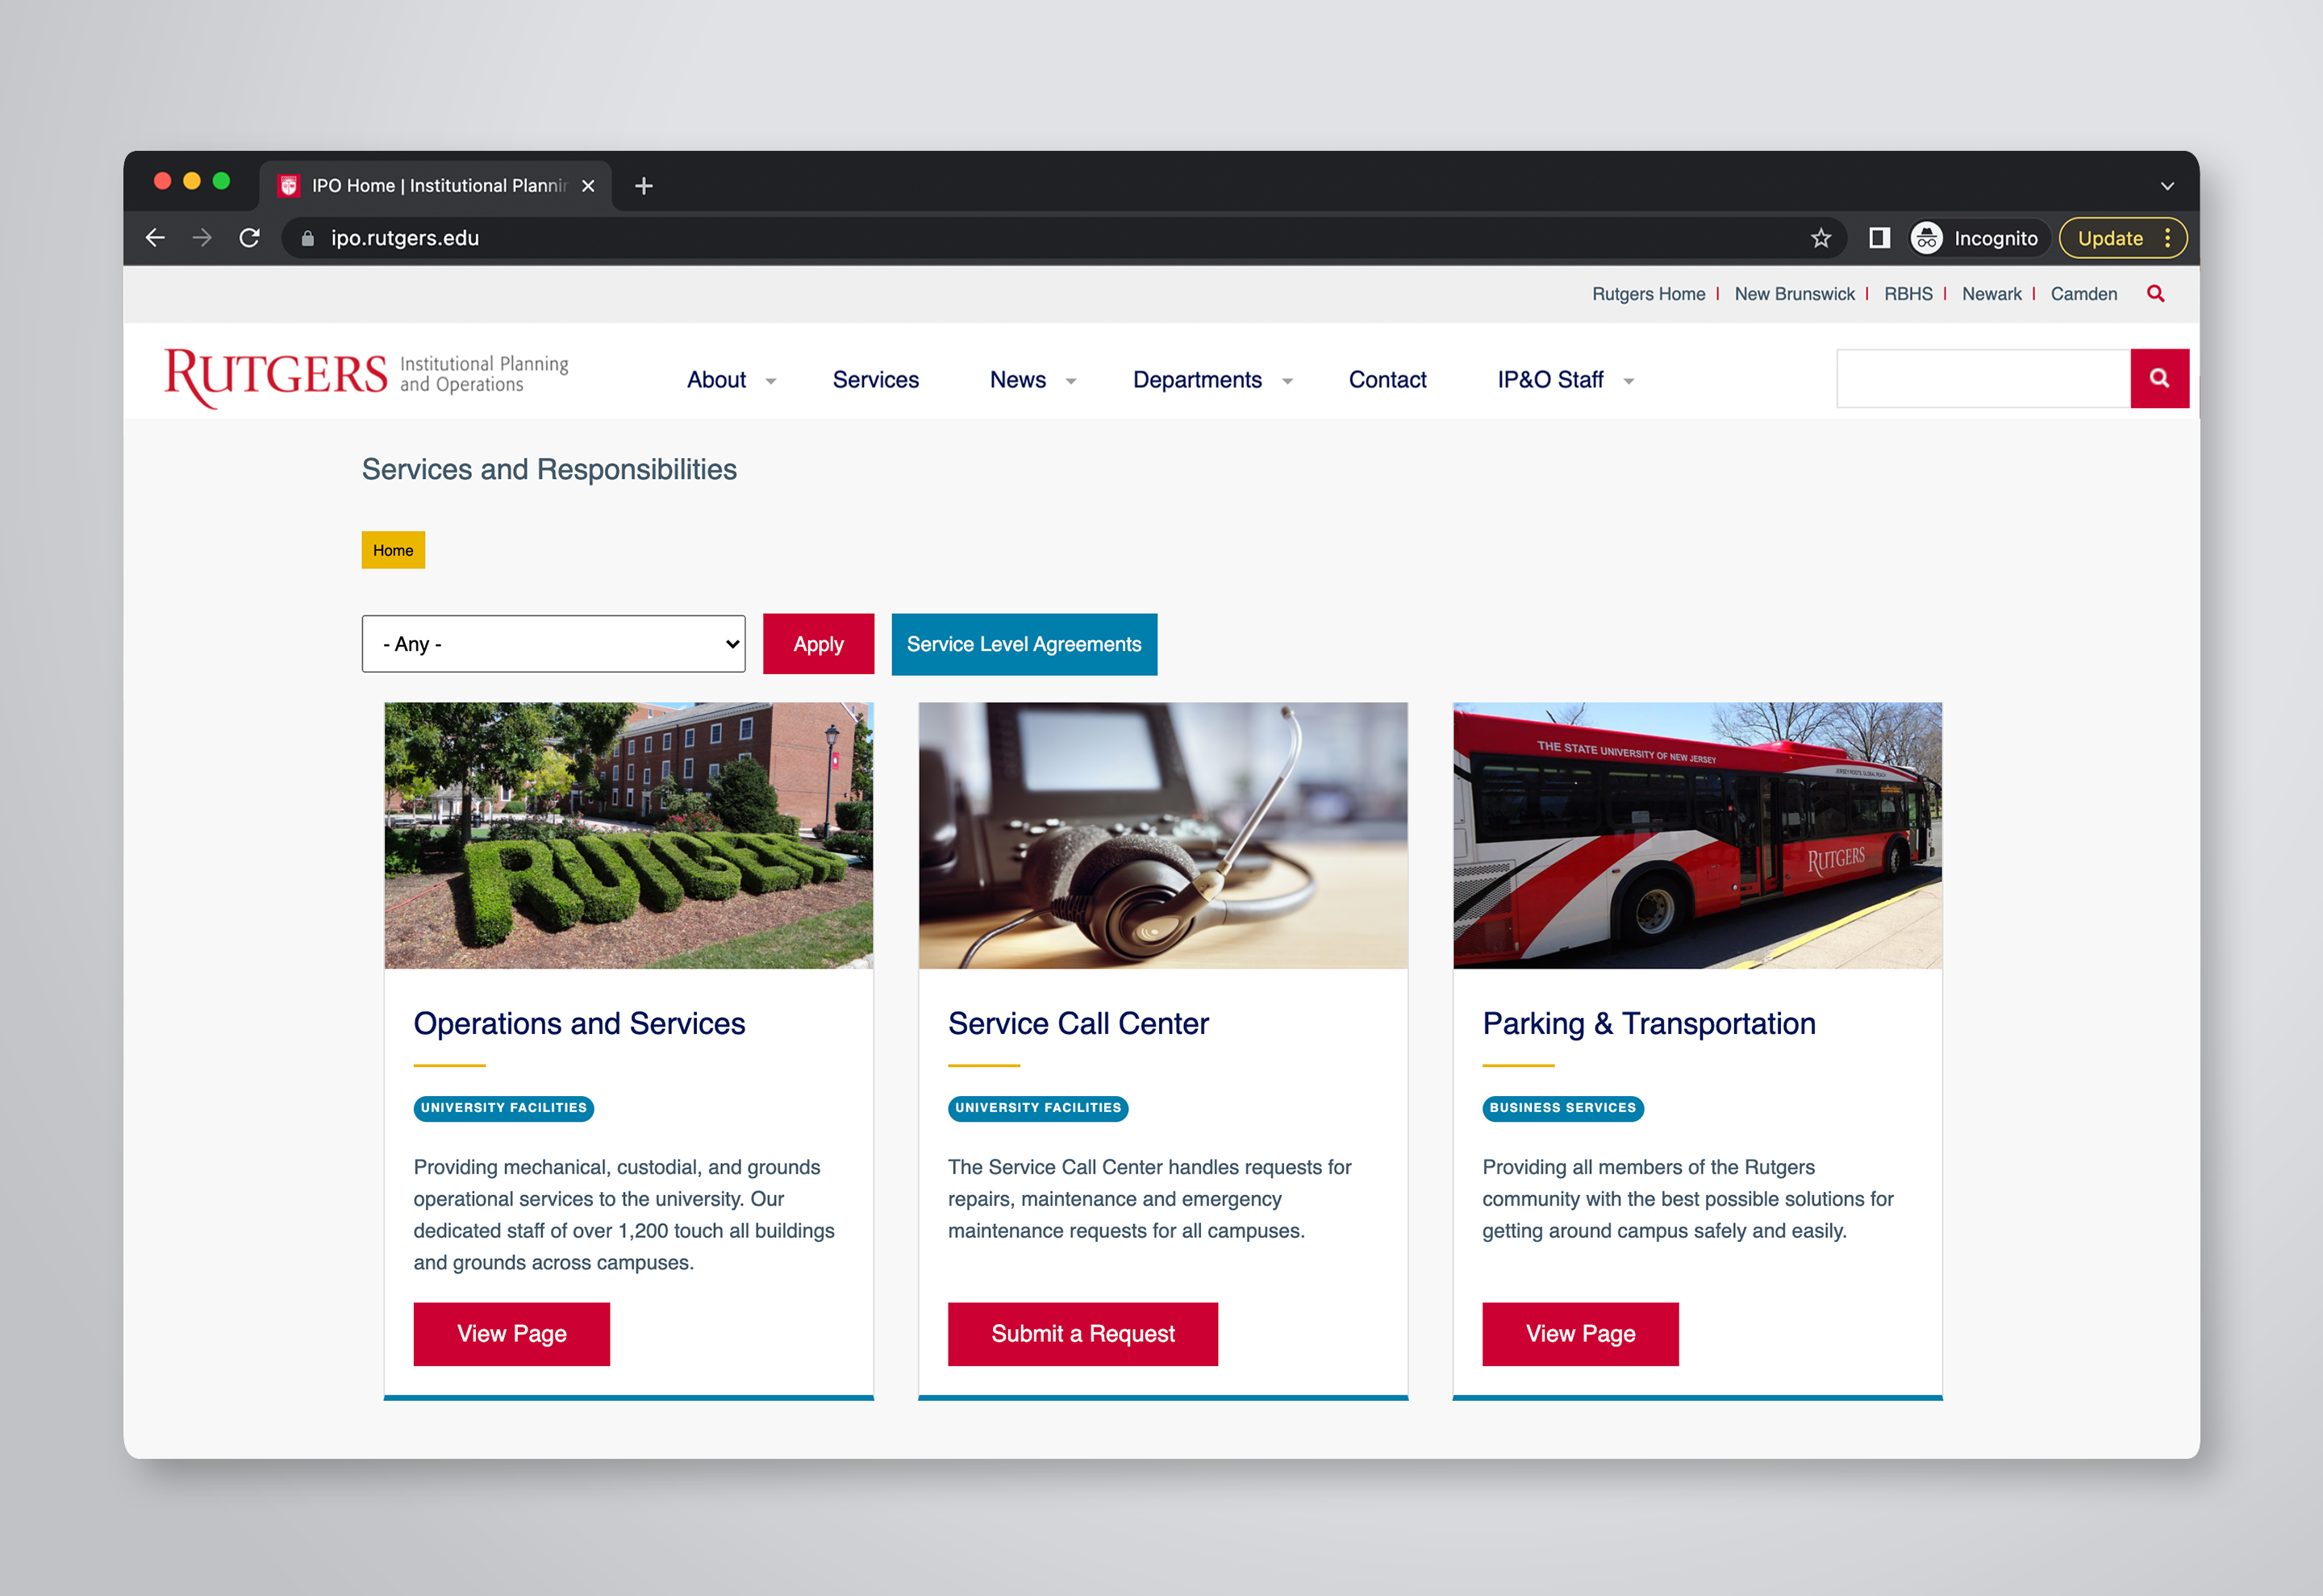 IPO Home | Institutional Plannin
ipo.rutgers.edu
Incognito
Update
Rutgers Home | New Brunswick | RBHS | Newark | Camden
RUTGERS
Institutional Planning
and Operations
About
Services
News
Departments
Contact
IP&O Staff
Services and Responsibilities
Home
- Any -
Apply
Service Level Agreements
RUTGERS
THE STATE UNIVERSITY OF NEW JERSEY
JERSEY ROOTS, GLOBAL REACH
RUTGERS
Operations and Services
UNIVERSITY FACILITIES
Providing mechanical, custodial, and grounds
operational services to the university. Our
dedicated staff of over 1,200 touch all buildings
and grounds across campuses.
View Page
Service Call Center
UNIVERSITY FACILITIES
The Service Call Center handles requests for
repairs, maintenance and emergency
maintenance requests for all campuses.
Submit a Request
Parking & Transportation
BUSINESS SERVICES
Providing all members of the Rutgers
community with the best possible solutions for
getting around campus safely and easily.
View Page